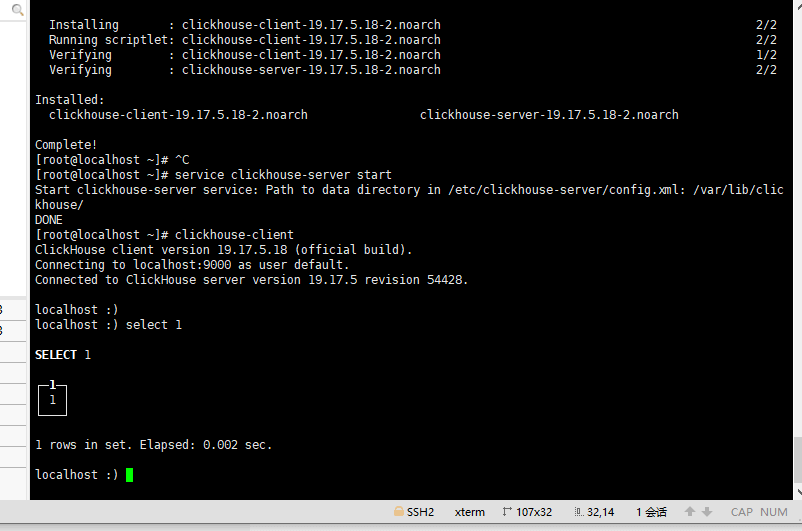 Installing : clickhouse-client-19.17.5.18-2.noarch 2/2
Running scriptlet: clickhouse-client-19.17.5.18-2.noarch 2/2
Verifying : clickhouse-client-19.17.5.18-2.noarch 1/2
Verifying : clickhouse-server-19.17.5.18-2.noarch 2/2
Installed:
clickhouse-client-19.17.5.18-2.noarch clickhouse-server-19.17.5.18-2.noarch
Complete!
[root@localhost ~]# ^C
[root@localhost ~]# service clickhouse-server start
Start clickhouse-server service: Path to data directory in /etc/clickhouse-server/config.xml: /var/lib/clic
khouse/
DONE
[root@localhost ~]# clickhouse-client
ClickHouse client version 19.17.5.18 (official build).
Connecting to localhost:9000 as user default.
Connected to ClickHouse server version 19.17.5 revision 54428.
localhost :)
localhost :) select 1
SELECT 1
1
1
1 rows in set. Elapsed: 0.002 sec.
localhost :)
SSH2 xterm 107x32 32,14 1 会话 CAP NUM